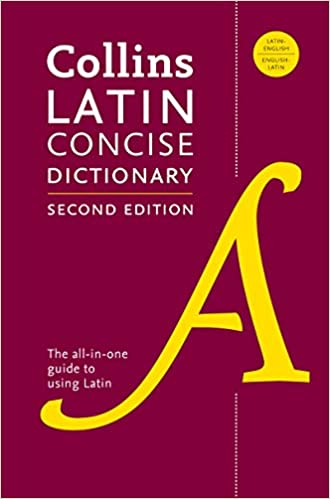 Collins
LATIN
CONCISE
DICTIONARY
SECOND EDITION
LATIN-
ENGLISH
ENGLISH-
LATIN
A
The all-in-one
guide to
using Latin